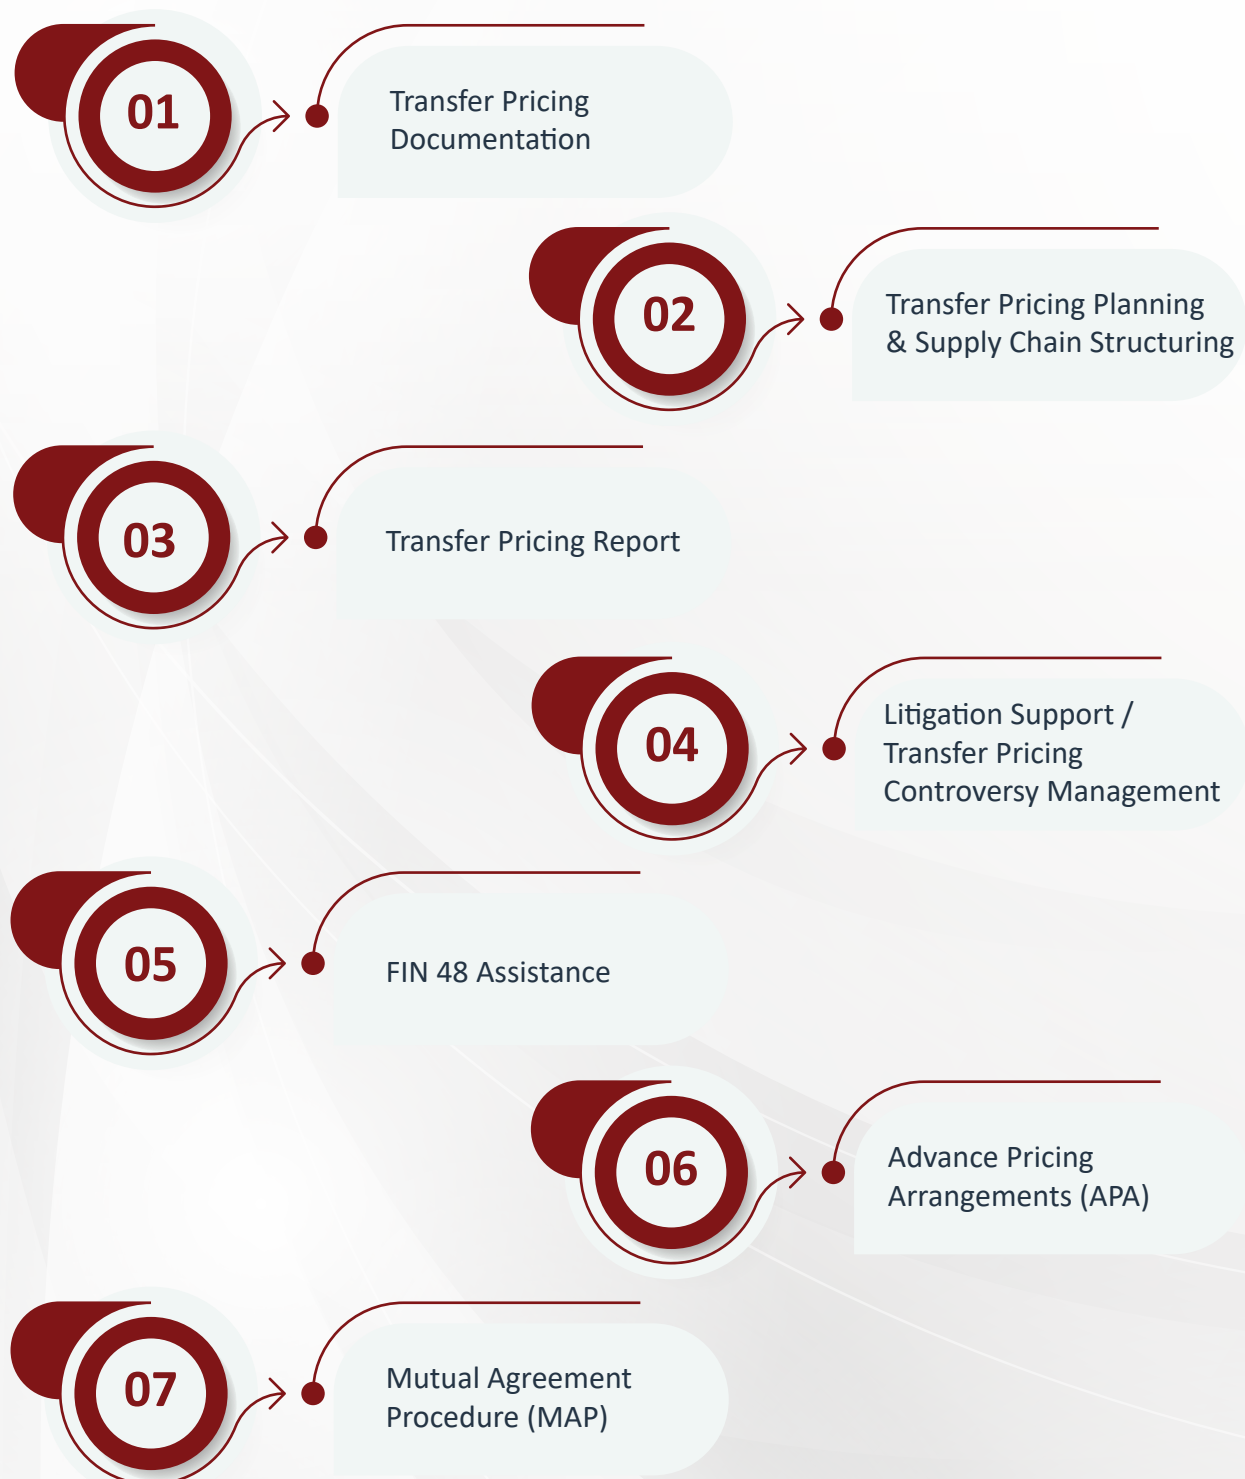 01
Transfer Pricing
Documentation
02
Transfer Pricing Planning
& Supply Chain Structuring
03
Transfer Pricing Report
04
Litigation Support /
Transfer Pricing
Controversy Management
05
FIN 48 Assistance
06
Advance Pricing
Arrangements (APA)
07
Mutual Agreement
Procedure (MAP)